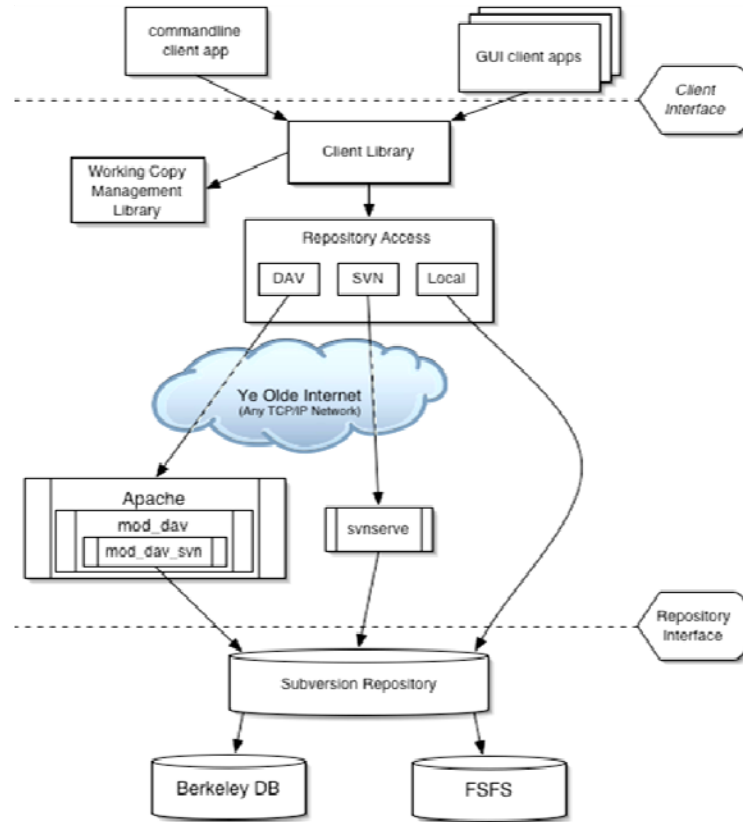 commandline
client app
GUI client apps
Client
Interface
Client Library
Working Copy
Management
Library
Repository Access
DAV
SVN
Local
Ye Olde Internet
(Any TCP/IP Network)
Apache
mod_dav
mod_dav_svn
svnserve
Repository
Interface
Subversion Repository
Berkeley DB
FSFS